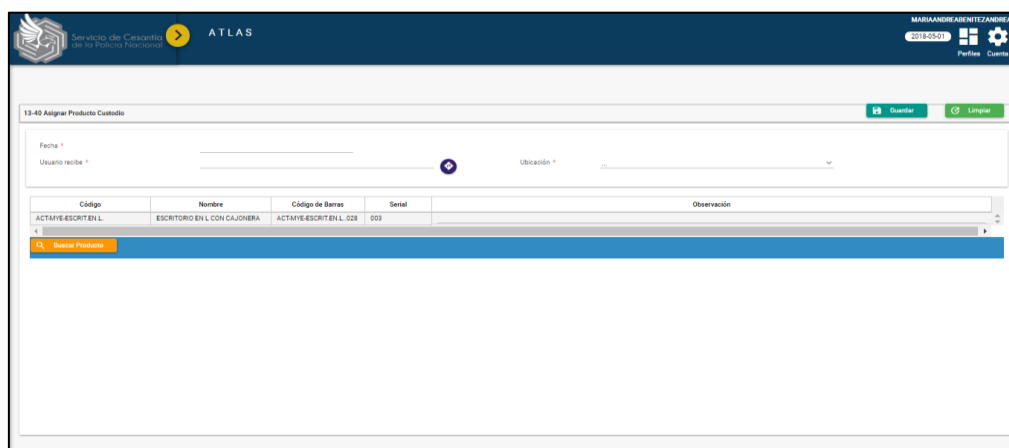 MARIAANDREABENITEZANDREA
Servicio de Cesantía
de la Policía Nacional
ATLAS
2018-05-01
Perfiles Cuenta
13-40 Asignar Producto Custodio
Guardar
Limpiar
Fecha *
Usuario recibe *
Ubicación *
...
Código Nombre Código de Barras Serial Observación
ACT-MYE-ESCRIT.EN L. ESCRITORIO EN L CON CAJONERA ACT-MYE-ESCRIT.EN L..028 003
Buscar Producto